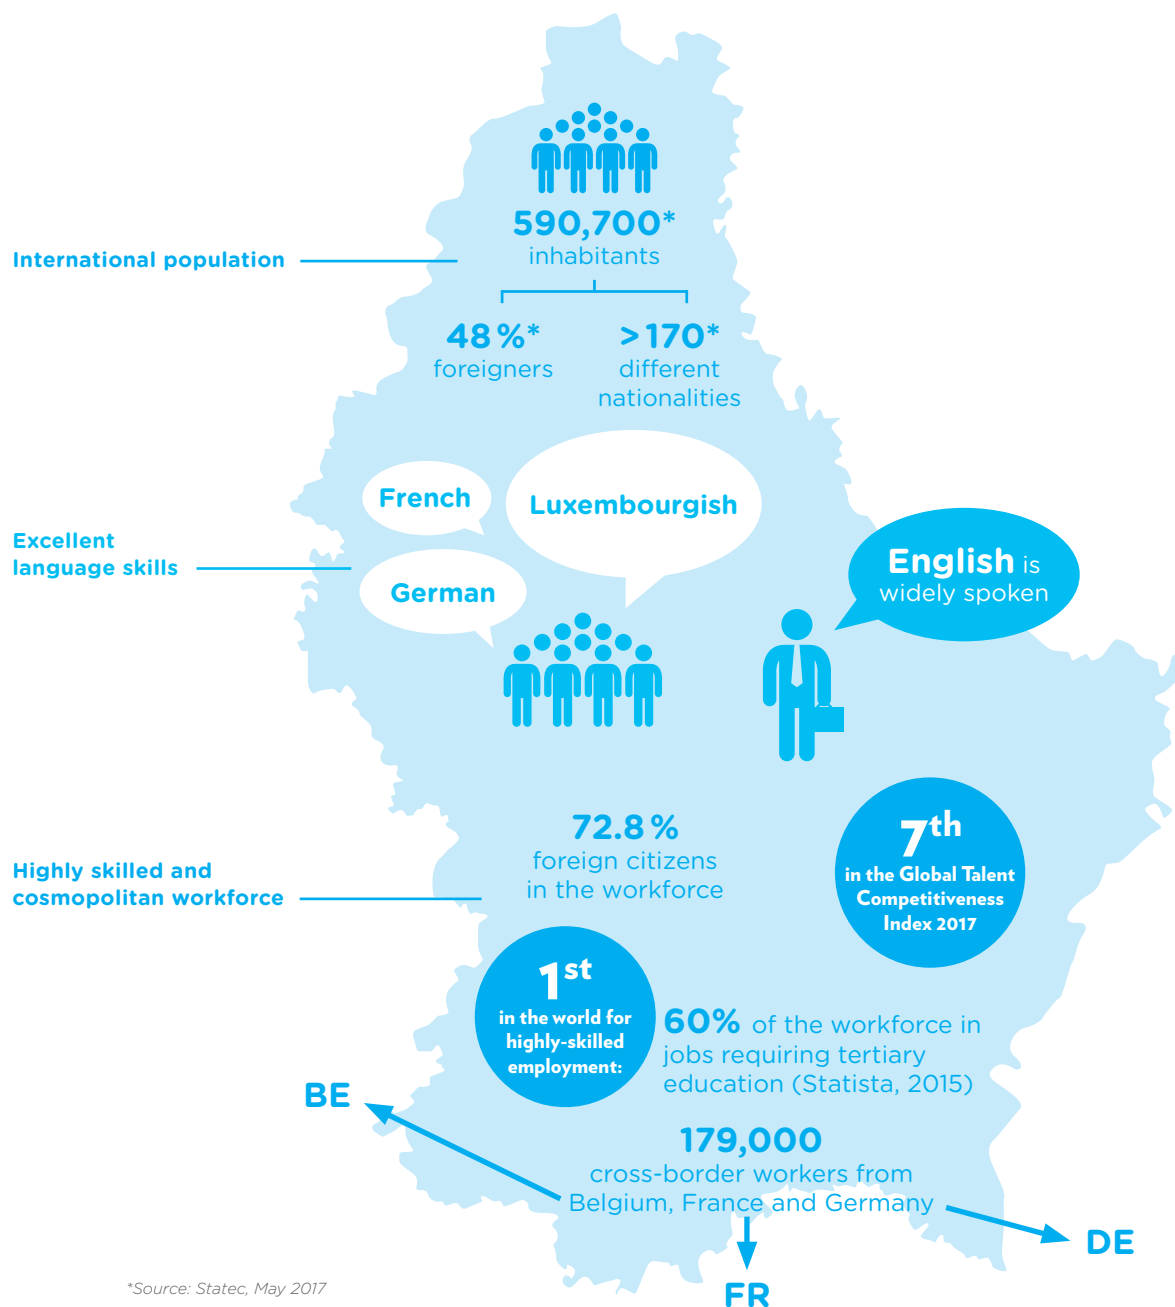 590,700*
inhabitants
International population
48 %*
foreigners
> 170*
different
nationalities
French
Luxembourgish
German
English is
widely spoken
Excellent
language skills
72.8 %
foreign citizens
in the workforce
7th
in the Global Talent
Competitiveness
Index 2017
Highly skilled and
cosmopolitan workforce
1st
in the world for
highly-skilled
employment:
60% of the workforce in
jobs requiring tertiary
education (Statista, 2015)
BE
179,000
cross-border workers from
Belgium, France and Germany
DE
FR
*Source: Statec, May 2017